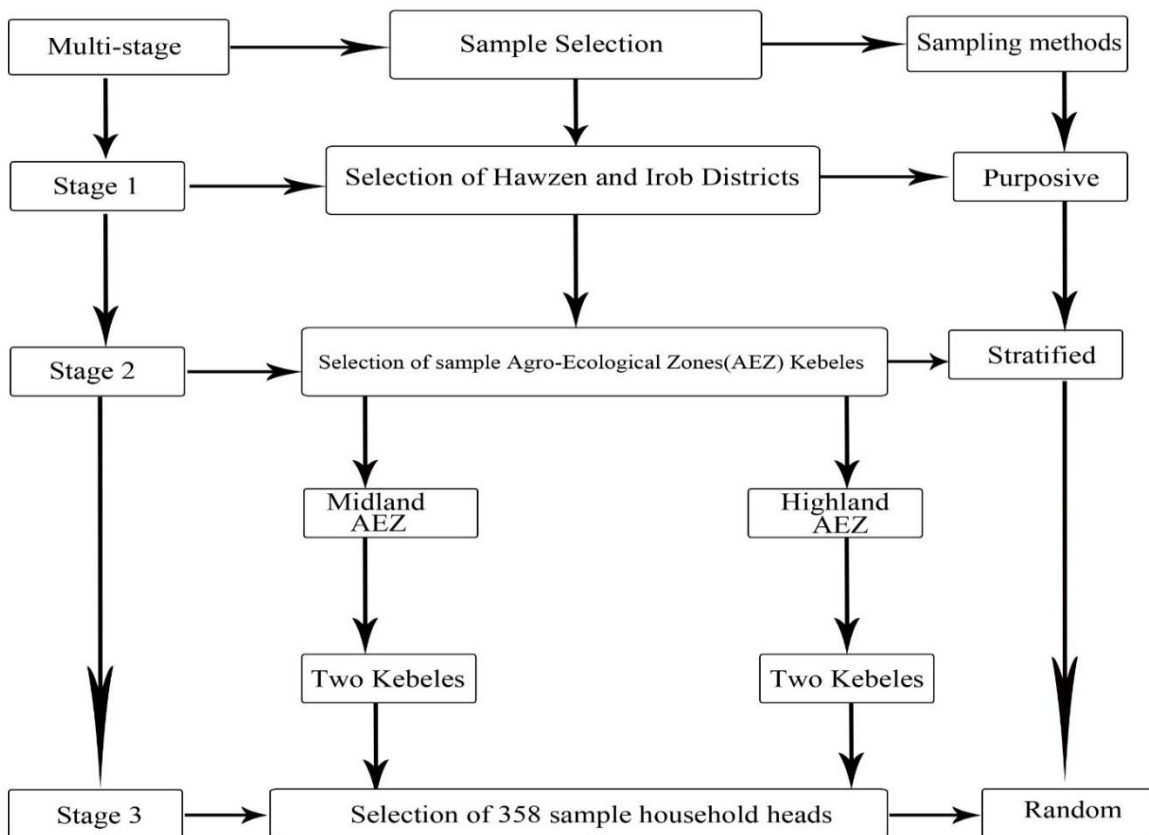 Multi-stage
Sample Selection
Sampling methods
Stage 1
Selection of Hawzen and Irob Districts
Purposive
Stage 2
Selection of sample Agro-Ecological Zones(AEZ) Kebeles
Stratified
Midland
AEZ
Highland
AEZ
Two Kebeles
Two Kebeles
Stage 3
Selection of 358 sample household heads
Random